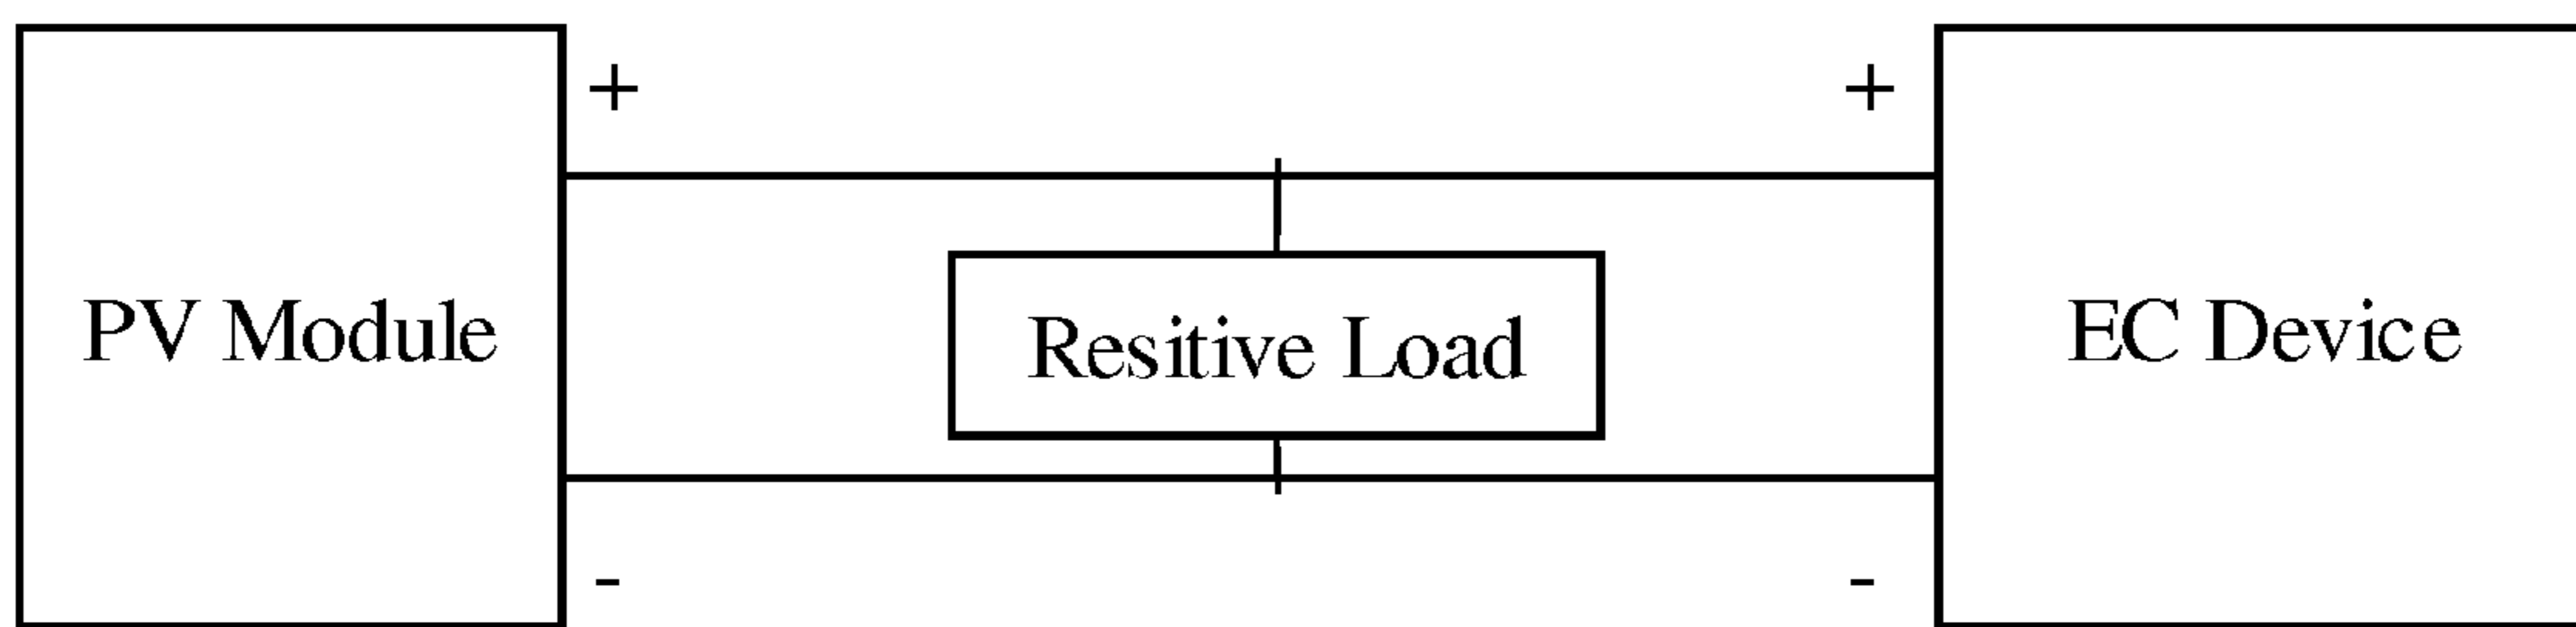 + +
PV Module
Resitive Load
EC Device
- -